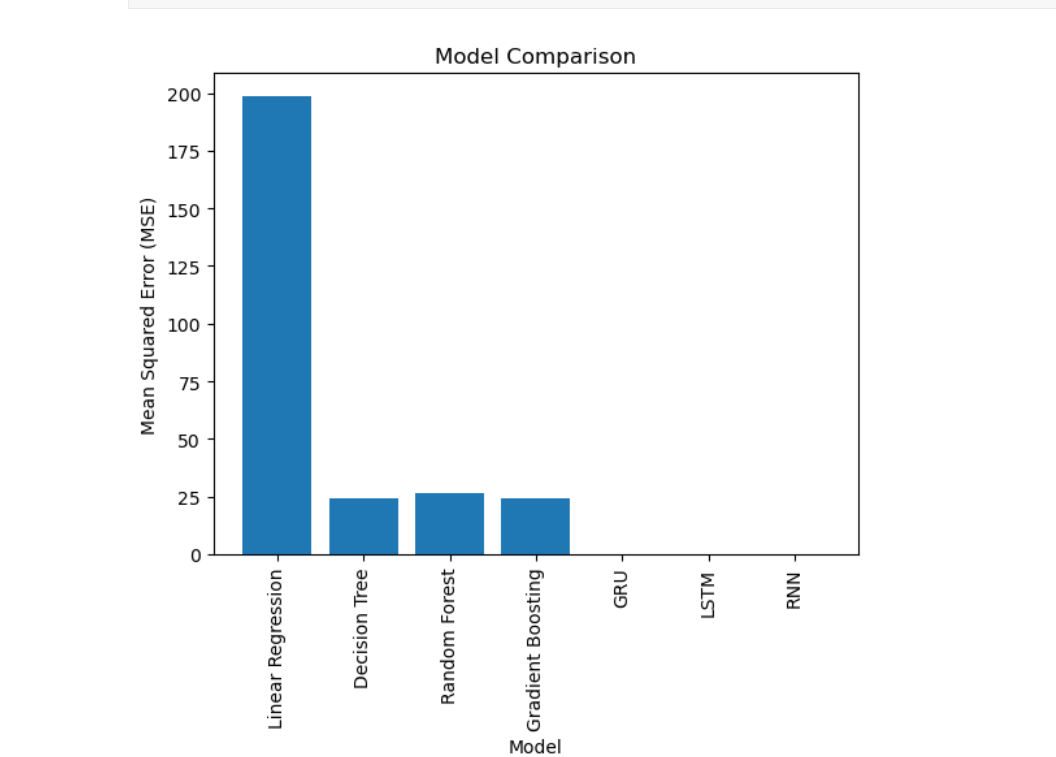 Model Comparison
Mean Squared Error (MSE)
200
175
150
125
100
75
50
25
0
Linear Regression
Decision Tree
Random Forest
Gradient Boosting
GRU
LSTM
RNN
Model